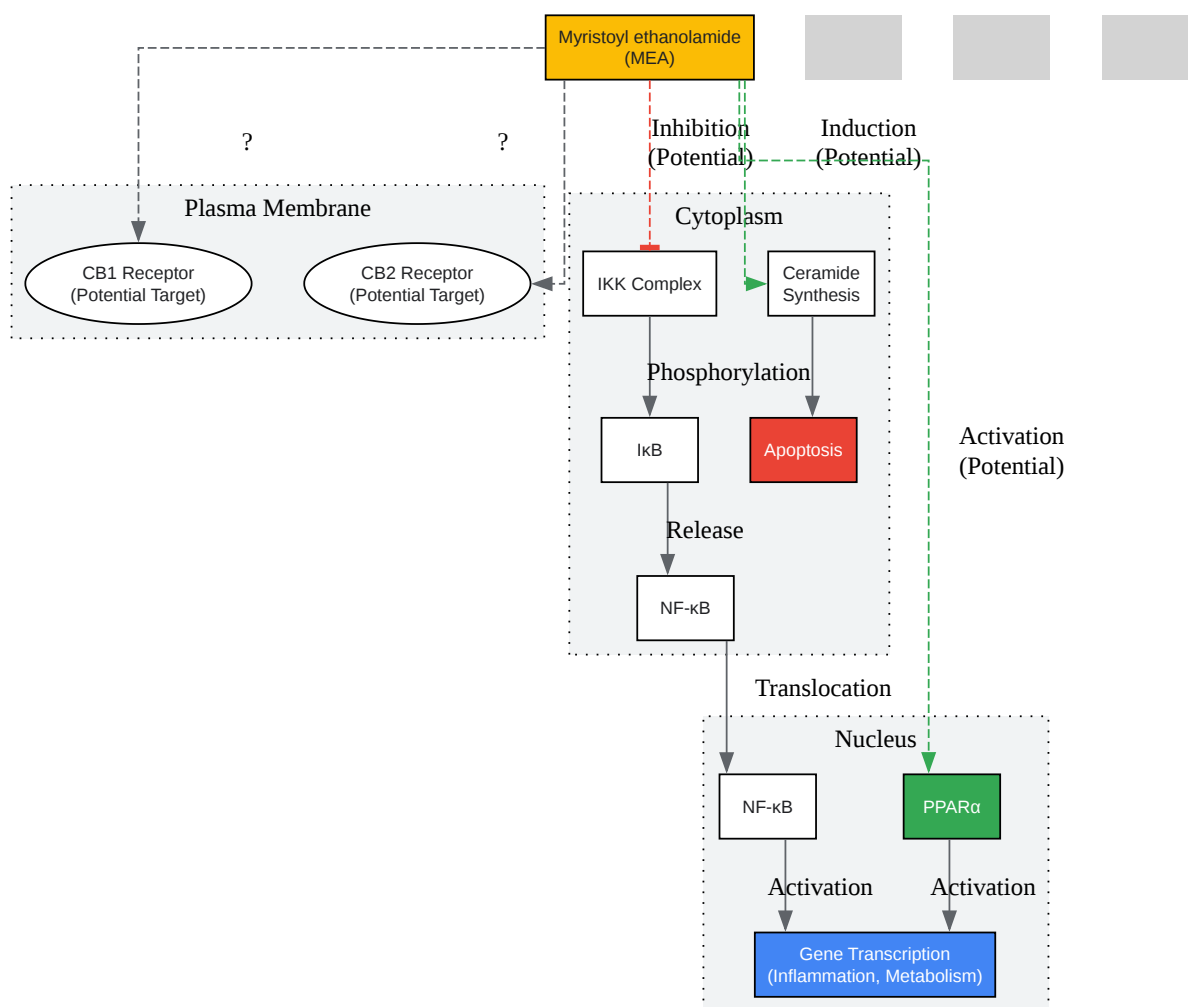 Myristoyl ethanolamide
(MEA)
?
?
Inhibition
(Potential)
Induction
(Potential)
Plasma Membrane
Cytoplasm
CB1 Receptor
(Potential Target)
CB2 Receptor
(Potential Target)
IKK Complex
Ceramide
Synthesis
Phosphorylation
IκB
Apoptosis
Activation
(Potential)
Release
NF-κB
Translocation
Nucleus
NF-κB
PPARα
Activation
Activation
Gene Transcription
(Inflammation, Metabolism)